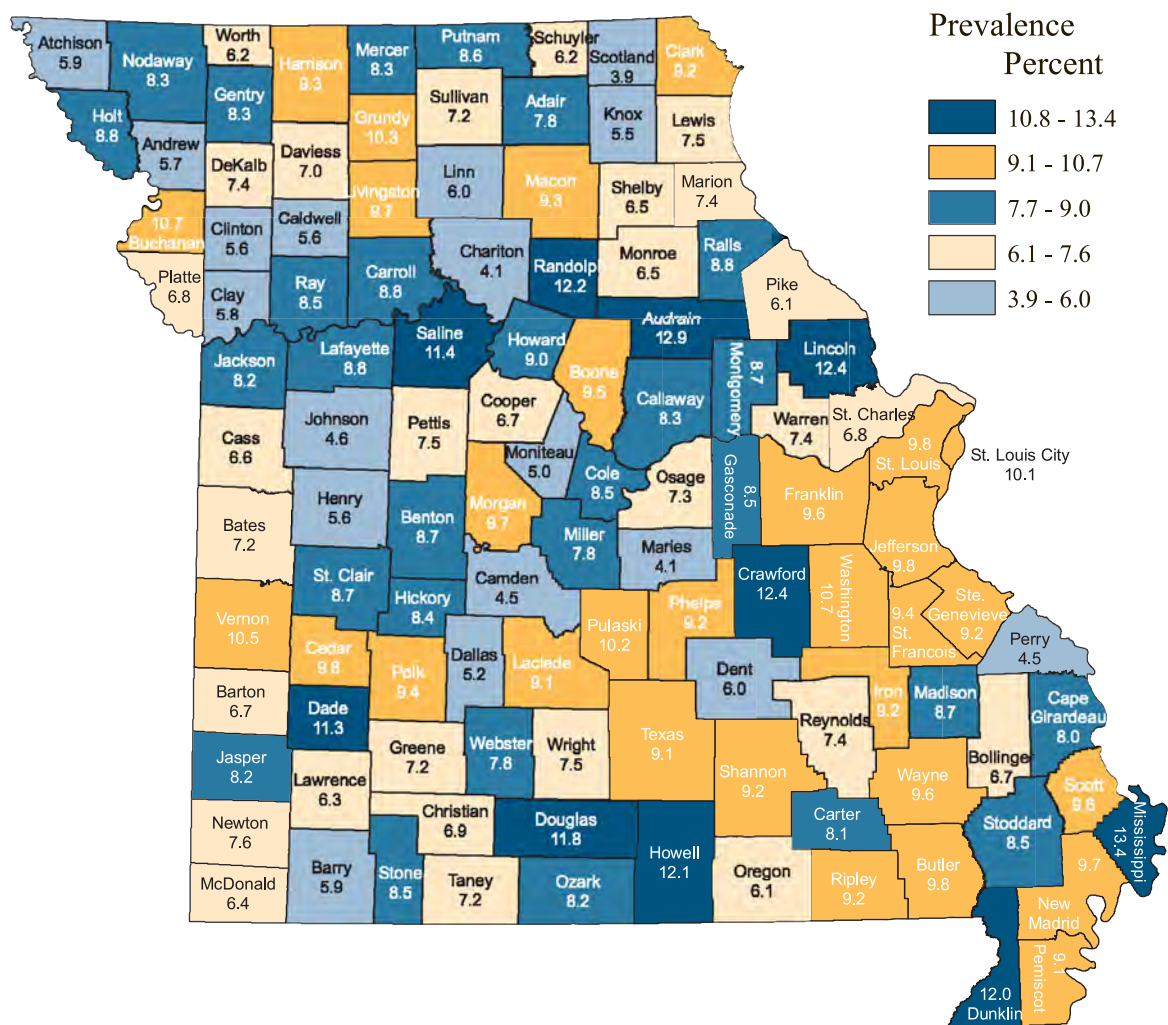 Prevalence
Percent
10.8 - 13.4
9.1 - 10.7
7.7 - 9.0
6.1 - 7.6
3.9 - 6.0
Atchison
5.9
Nodaway
8.3
Worth
6.2
Harrison
9.3
Mercer
8.3
Putnam
8.6
Schuyler
6.2
Scotland
3.9
Clark
9.2
Holt
8.8
Andrew
5.7
Gentry
8.3
DeKalb
7.4
Daviess
7.0
Grundy
10.3
Sullivan
7.2
Adair
7.8
Knox
5.5
Lewis
7.5
10.7
Buchanan
Clinton
5.6
Caldwell
5.6
Livingston
9.7
Linn
6.0
Macon
9.3
Shelby
6.5
Marion
7.4
Platte
6.8
Clay
5.8
Ray
8.5
Carroll
8.8
Chariton
4.1
Randolph
12.2
Monroe
6.5
Ralls
8.8
Pike
6.1
Jackson
8.2
Lafayette
8.8
Saline
11.4
Howard
9.0
Boone
9.5
Audrain
12.9
Callaway
8.3
Montgomery
8.7
Lincoln
12.4
Warren
7.4
St. Charles
6.8
9.8
St. Louis
St. Louis City
10.1
Cass
6.6
Johnson
4.6
Pettis
7.5
Cooper
6.7
Moniteau
5.0
Cole
8.5
Osage
7.3
Gasconade
8.5
Franklin
9.6
Jefferson
9.8
Bates
7.2
Henry
5.6
Benton
8.7
Morgan
9.7
Miller
7.8
Maries
4.1
Crawford
12.4
Washington
10.7
9.4
St.
Francois
Ste.
Genevieve
9.2
Perry
4.5
Vernon
10.5
St. Clair
8.7
Hickory
8.4
Camden
4.5
Pulaski
10.2
Phelps
9.2
Dent
6.0
Iron
9.2
Madison
8.7
Cape
Girardeau
8.0
Cedar
9.8
Polk
9.4
Dallas
5.2
Laclede
9.1
Texas
9.1
Reynolds
7.4
Bollinger
6.7
Barton
6.7
Dade
11.3
Greene
7.2
Webster
7.8
Wright
7.5
Shannon
9.2
Wayne
9.6
Scott
9.6
Jasper
8.2
Lawrence
6.3
Christian
6.9
Douglas
11.8
Howell
12.1
Carter
8.1
Stoddard
8.5
Mississippi
13.4
Newton
7.6
McDonald
6.4
Barry
5.9
Stone
8.5
Taney
7.2
Ozark
8.2
Oregon
6.1
Ripley
9.2
Butler
9.8
9.7
New
Madrid
9.1
Pemiscot
12.0
Dunklin